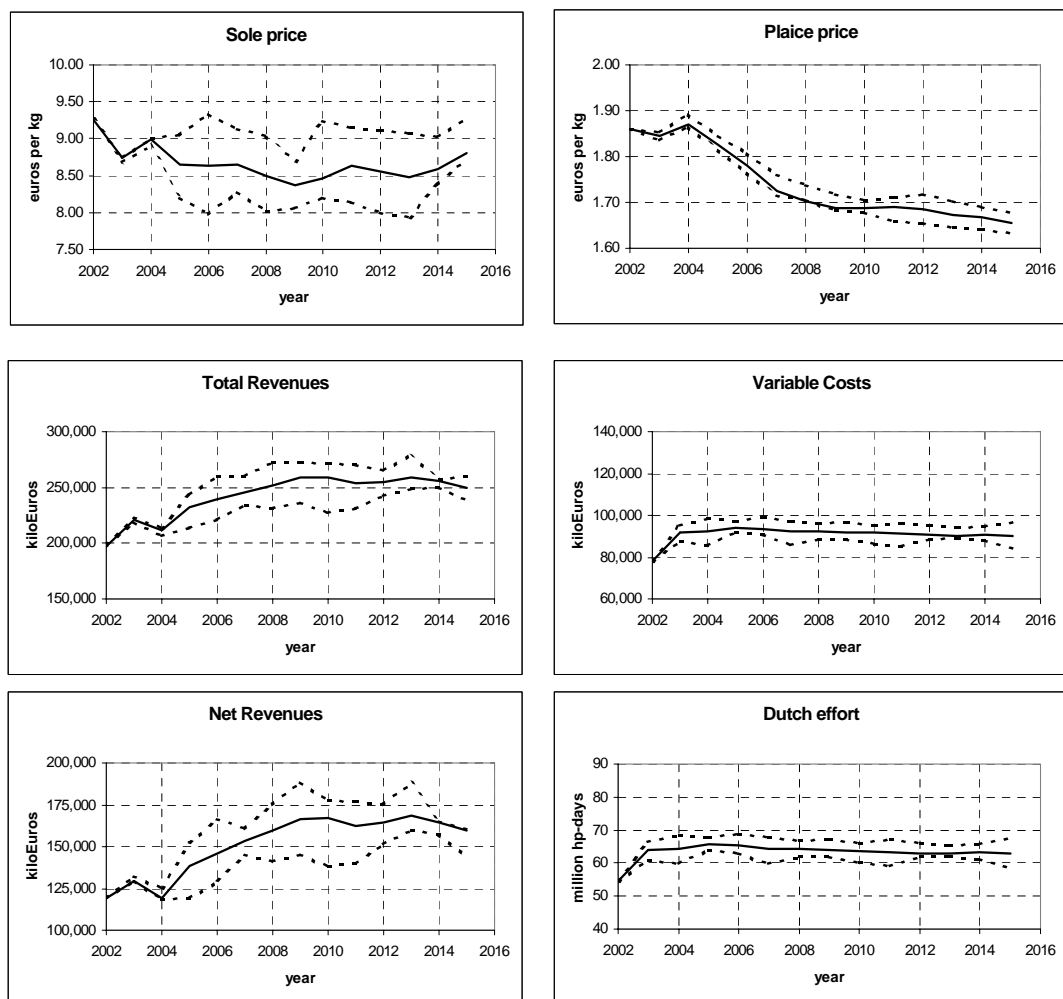 Sole price
10.00
9.50
9.00
8.50
8.00
7.50
euros per kg
2002 2004 2006 2008 2010 2012 2014 2016
year
Plaice price
2.00
1.90
1.80
1.70
1.60
euros per kg
2002 2004 2006 2008 2010 2012 2014 2016
year
Total Revenues
300,000
250,000
200,000
150,000
kiloEuros
2002 2004 2006 2008 2010 2012 2014 2016
year
Variable Costs
140,000
120,000
100,000
80,000
60,000
kiloEuros
2002 2004 2006 2008 2010 2012 2014 2016
year
Net Revenues
200,000
175,000
150,000
125,000
100,000
kiloEuros
2002 2004 2006 2008 2010 2012 2014 2016
year
Dutch effort
90
80
70
60
50
40
million hp-days
2002 2004 2006 2008 2010 2012 2014 2016
year